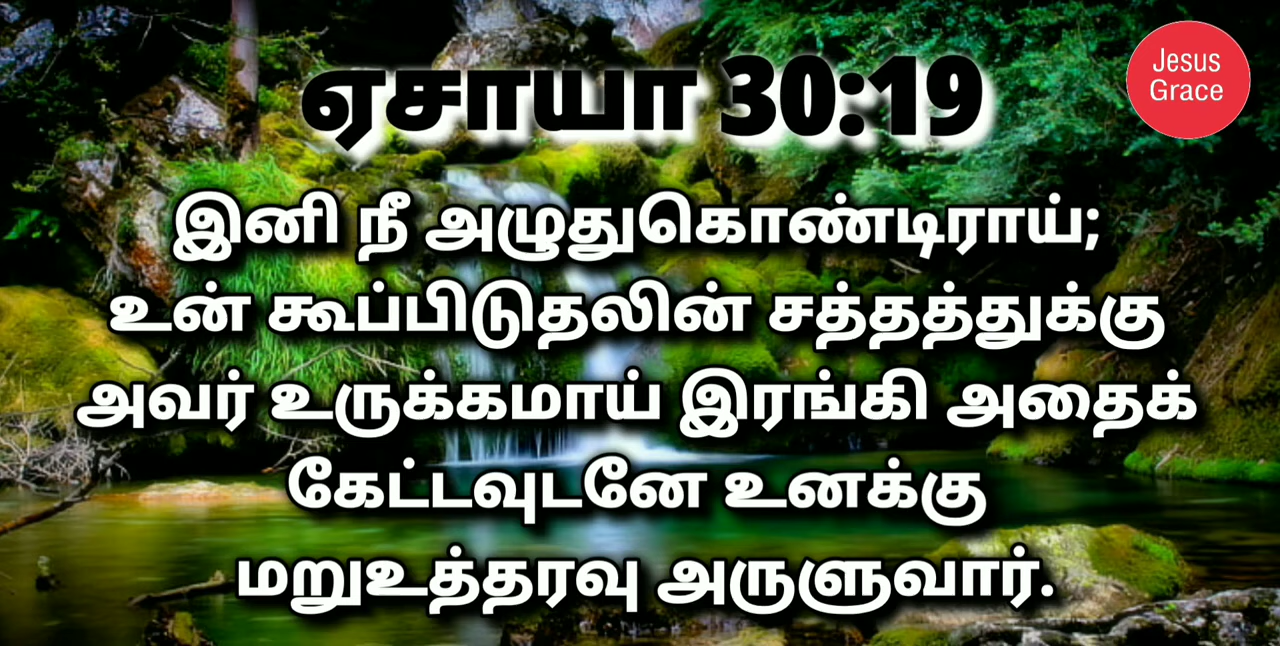 ஏசாயா 30:19
Jesus
Grace
இனி நீ அழுதுகொண்டிராய்;
உன் கூப்பிடுதலின் சத்தத்துக்கு
அவர் உருக்கமாய் இரங்கி அதைக்
கேட்டவுடனே உனக்கு
மறுஉத்தரவு அருளுவார்.